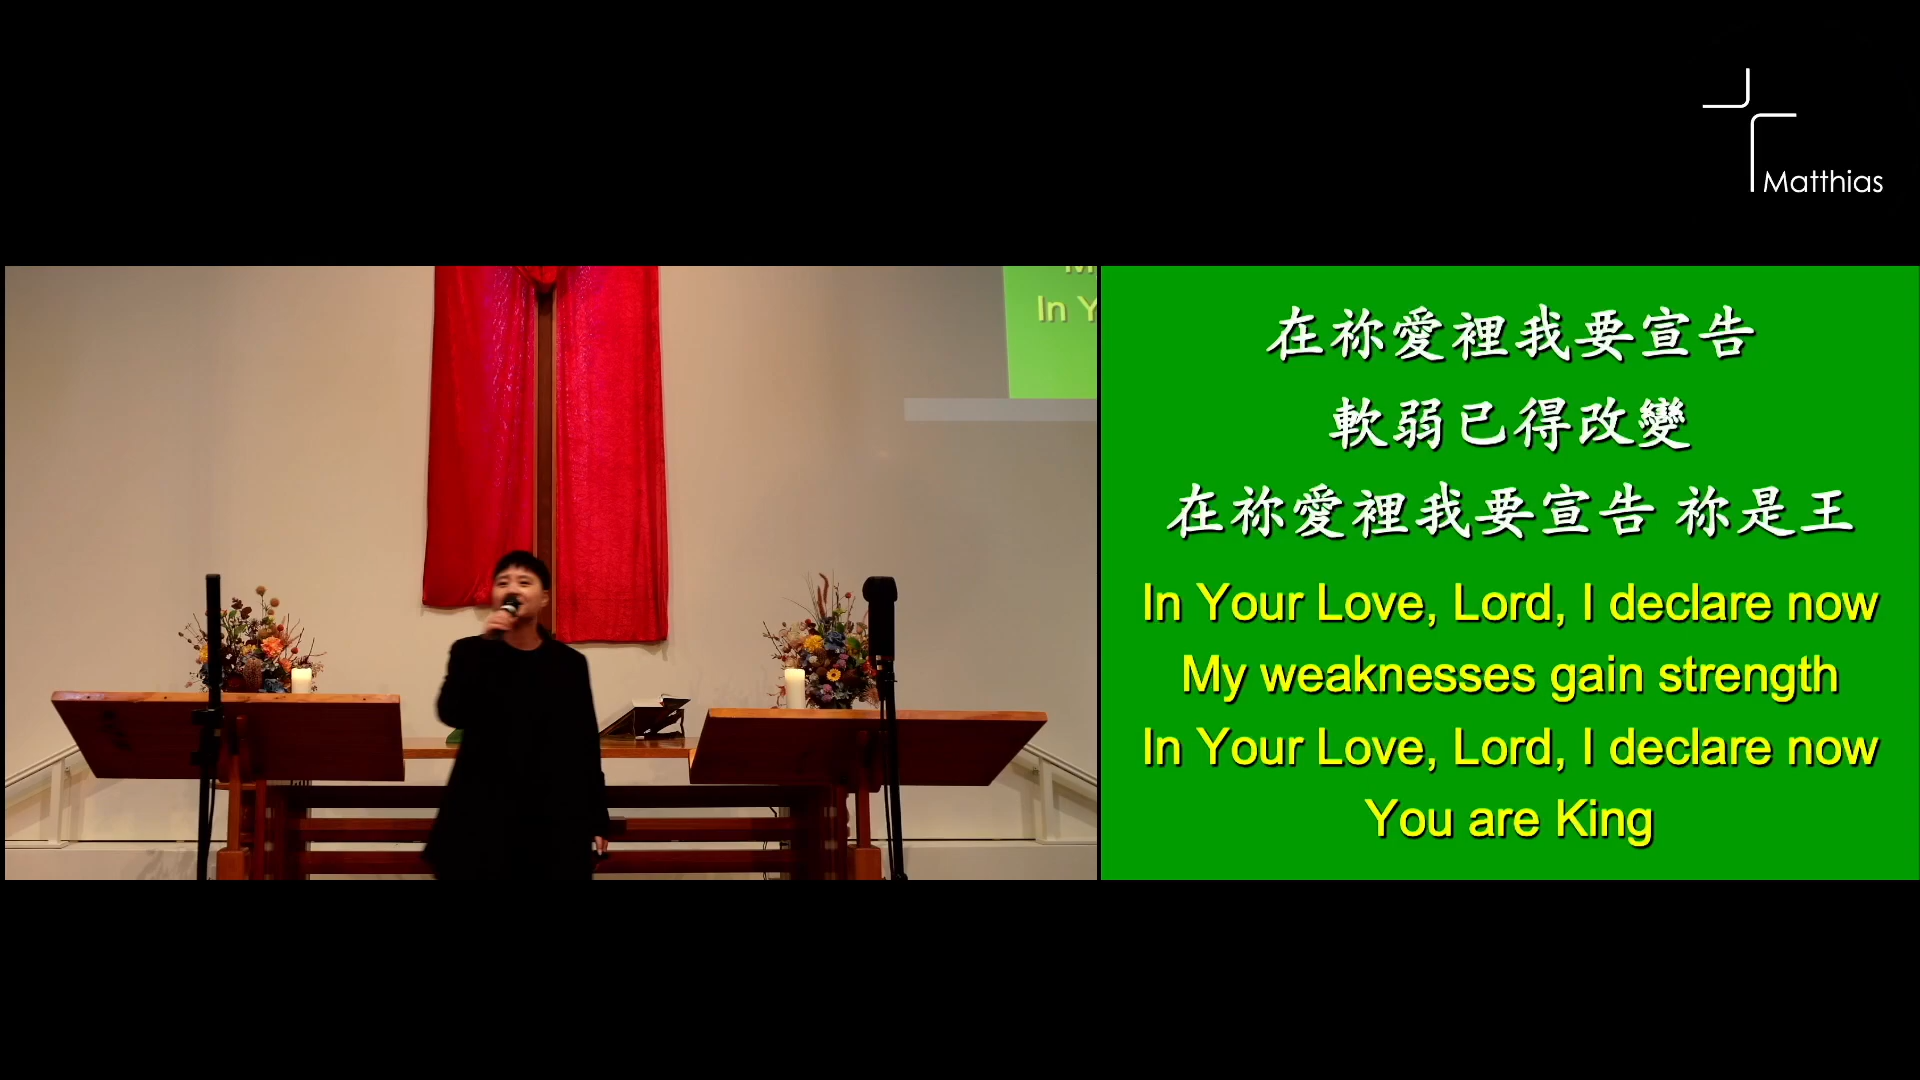 Matthias
In Y
在祢愛裡我要宣告
軟弱已得改變
在祢愛裡我要宣告 祢是王
In Your Love, Lord, I declare now
My weaknesses gain strength
In Your Love, Lord, I declare now
You are King